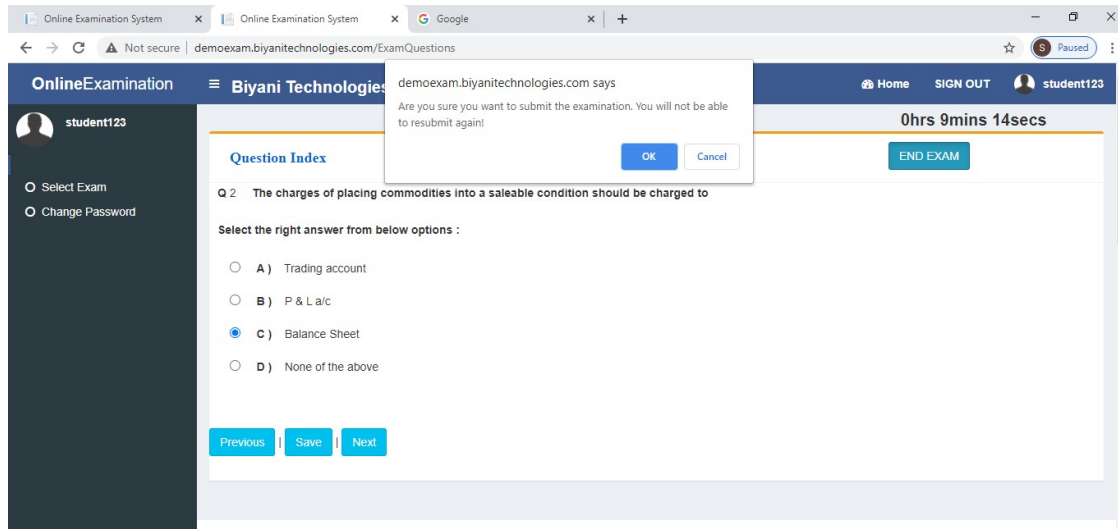 Online Examination System
Online Examination System
Google
Not secure | demoexam.biyanitechnologies.com/ExamQuestions
S Paused
OnlineExamination
Biyani Technologies
Home SIGN OUT student123
demoexam.biyanitechnologies.com says
Are you sure you want to submit the examination. You will not be able
to resubmit again!
OK Cancel
student123
0hrs 9mins 14secs
Question Index
END EXAM
Select Exam
Change Password
Q 2 The charges of placing commodities into a saleable condition should be charged to
Select the right answer from below options :
A ) Trading account
B ) P & L a/c
C ) Balance Sheet
D ) None of the above
Previous | Save | Next